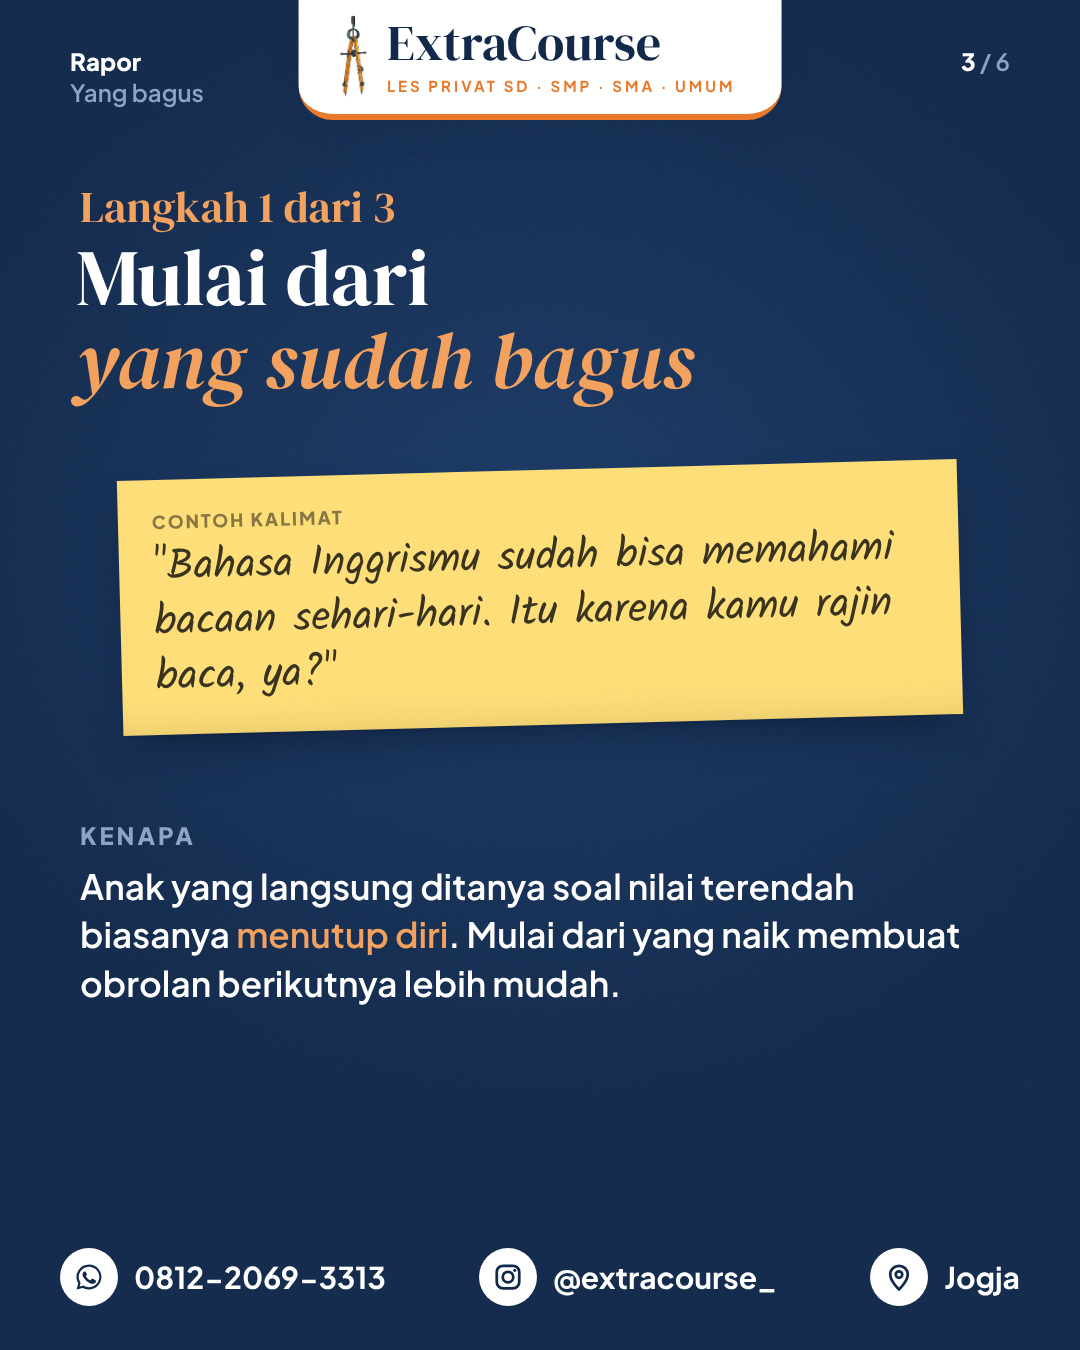 Rapor
Yang bagus
ExtraCourse
LES PRIVAT SD · SMP · SMA · UMUM
3 / 6
Langkah 1 dari 3
Mulai dari
yang sudah bagus
CONTOH KALIMAT
"Bahasa Inggrismu sudah bisa memahami
bacaan sehari-hari. Itu karena kamu rajin
baca, ya?"
KENAPA
Anak yang langsung ditanya soal nilai terendah
biasanya menutup diri. Mulai dari yang naik membuat
obrolan berikutnya lebih mudah.
0812-2069-3313
@extracourse_
Jogja